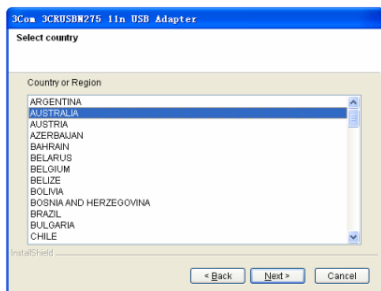 3Com 3CRUSBN275 11n USB Adapter
Select country
Country or Region
ARGENTINA
AUSTRALIA
AUSTRIA
AZERBAIJAN
BAHRAIN
BELARUS
BELGIUM
BELIZE
BOLIVIA
BOSNIA AND HERZEGOVINA
BRAZIL
BULGARIA
CHILE
InstallShield
< Back Next > Cancel